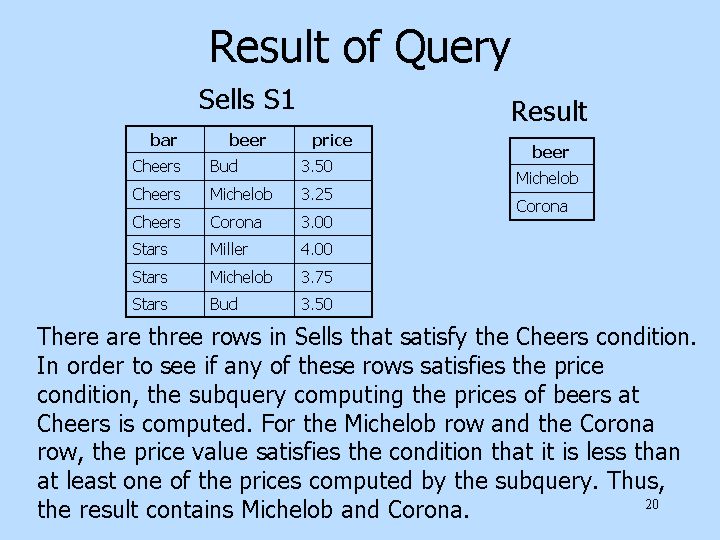 Result of Query
Sells S1
bar beer price
Cheers Bud 3.50
Cheers Michelob 3.25
Cheers Corona 3.00
Stars Miller 4.00
Stars Michelob 3.75
Stars Bud 3.50
Result
beer
Michelob
Corona
There are three rows in Sells that satisfy the Cheers condition.
In order to see if any of these rows satisfies the price
condition, the subquery computing the prices of beers at
Cheers is computed. For the Michelob row and the Corona
row, the price value satisfies the condition that it is less than
at least one of the prices computed by the subquery. Thus,
the result contains Michelob and Corona.
20